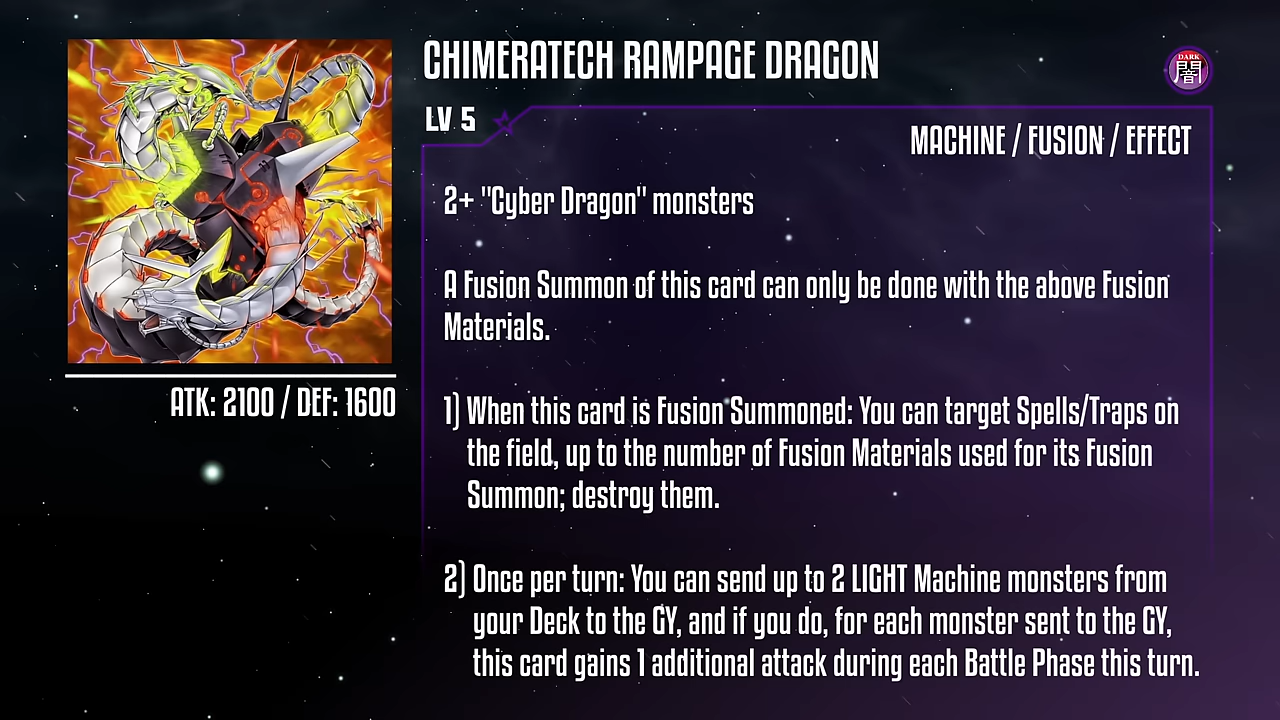 CHIMERATECH RAMPAGE DRAGON
DARK
闇
LV 5
MACHINE / FUSION / EFFECT
2+ "Cyber Dragon" monsters
A Fusion Summon of this card can only be done with the above Fusion
Materials.
ATK: 2100 / DEF: 1600
1) When this card is Fusion Summoned: You can target Spells/Traps on
the field, up to the number of Fusion Materials used for its Fusion
Summon; destroy them.
2) Once per turn: You can send up to 2 LIGHT Machine monsters from
your Deck to the GY, and if you do, for each monster sent to the GY,
this card gains 1 additional attack during each Battle Phase this turn.